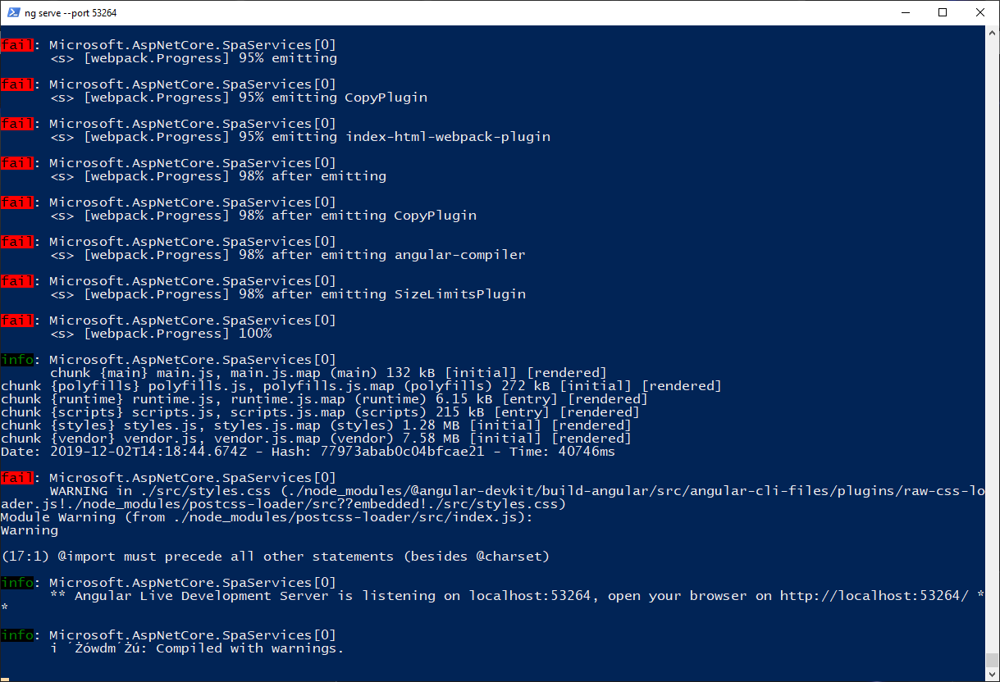 ng serve --port 53264
fail: Microsoft.AspNetCore.SpaServices[0]
<s> [webpack.Progress] 95% emitting
fail: Microsoft.AspNetCore.SpaServices[0]
<s> [webpack.Progress] 95% emitting CopyPlugin
fail: Microsoft.AspNetCore.SpaServices[0]
<s> [webpack.Progress] 95% emitting index-html-webpack-plugin
fail: Microsoft.AspNetCore.SpaServices[0]
<s> [webpack.Progress] 98% after emitting
fail: Microsoft.AspNetCore.SpaServices[0]
<s> [webpack.Progress] 98% after emitting CopyPlugin
fail: Microsoft.AspNetCore.SpaServices[0]
<s> [webpack.Progress] 98% after emitting angular-compiler
fail: Microsoft.AspNetCore.SpaServices[0]
<s> [webpack.Progress] 98% after emitting SizeLimitsPlugin
fail: Microsoft.AspNetCore.SpaServices[0]
<s> [webpack.Progress] 100%
info: Microsoft.AspNetCore.SpaServices[0]
chunk {main} main.js, main.js.map (main) 132 kB [initial] [rendered]
chunk {polyfills} polyfills.js, polyfills.js.map (polyfills) 272 kB [initial] [rendered]
chunk {runtime} runtime.js, runtime.js.map (runtime) 6.15 kB [entry] [rendered]
chunk {scripts} scripts.js, scripts.js.map (scripts) 215 kB [entry] [rendered]
chunk {styles} styles.js, styles.js.map (styles) 1.28 MB [initial] [rendered]
chunk {vendor} vendor.js, vendor.js.map (vendor) 7.58 MB [initial] [rendered]
Date: 2019-12-02T14:18:44.674Z - Hash: 77973abab0c04bfcae21 - Time: 40746ms
fail: Microsoft.AspNetCore.SpaServices[0]
WARNING in ./src/styles.css (./node_modules/@angular-devkit/build-angular/src/angular-cli-files/plugins/raw-css-lo
ader.js!./node_modules/postcss-loader/src??embedded!./src/styles.css)
Module Warning (from ./node_modules/postcss-loader/src/index.js):
Warning
(17:1) @import must precede all other statements (besides @charset)
info: Microsoft.AspNetCore.SpaServices[0]
** Angular Live Development Server is listening on localhost:53264, open your browser on http://localhost:53264/ *
*
info: Microsoft.AspNetCore.SpaServices[0]
i ´Żówdm´Żú: Compiled with warnings.